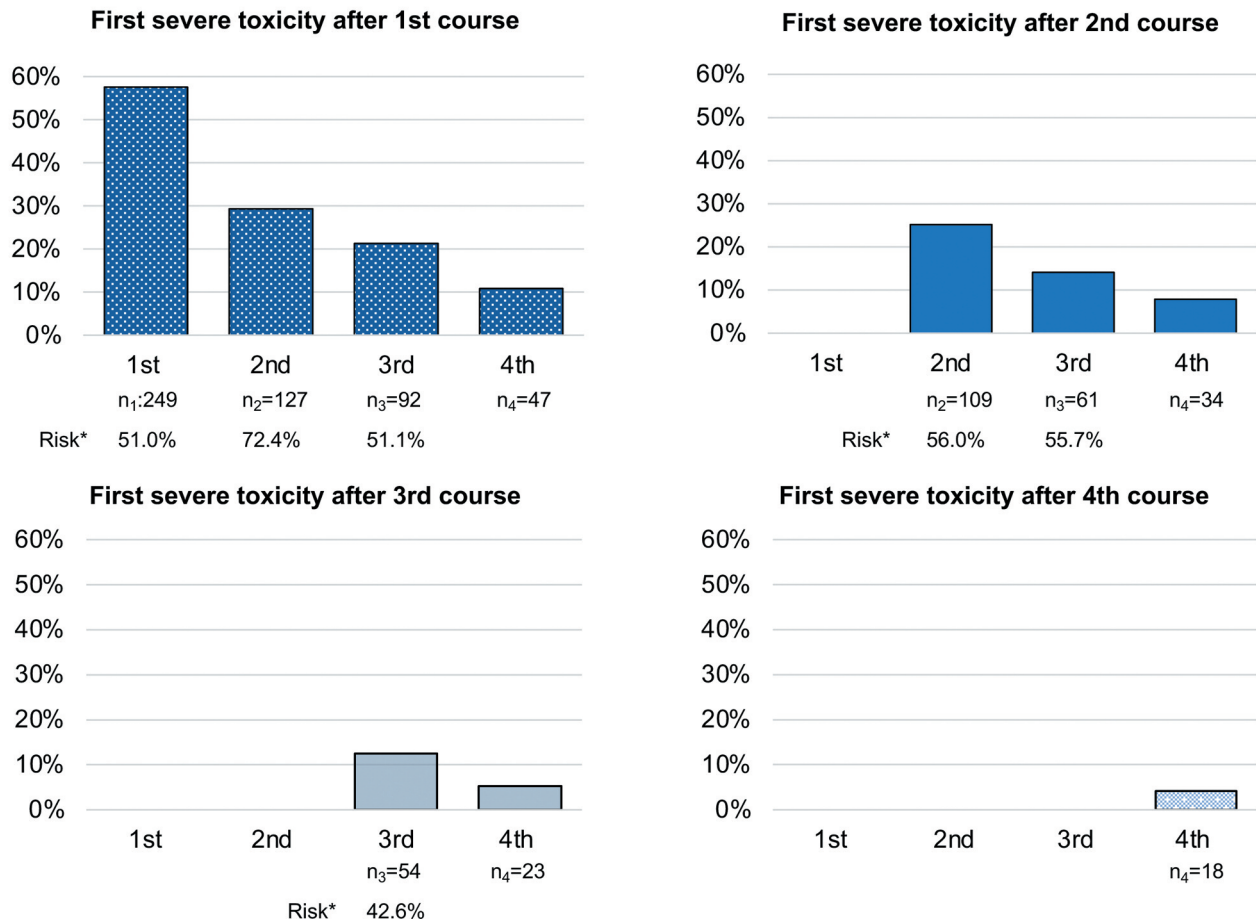 First severe toxicity after 1st course
60%
50%
40%
30%
20%
10%
0%
1st 2nd 3rd 4th
n₁:249 n₂=127 n₃=92 n₄=47
Risk* 51.0% 72.4% 51.1%
First severe toxicity after 2nd course
60%
50%
40%
30%
20%
10%
0%
1st 2nd 3rd 4th
n₂=109 n₃=61 n₄=34
Risk* 56.0% 55.7%
First severe toxicity after 3rd course
60%
50%
40%
30%
20%
10%
0%
1st 2nd 3rd 4th
n₃=54 n₄=23
Risk* 42.6%
First severe toxicity after 4th course
60%
50%
40%
30%
20%
10%
0%
1st 2nd 3rd 4th
n₄=18